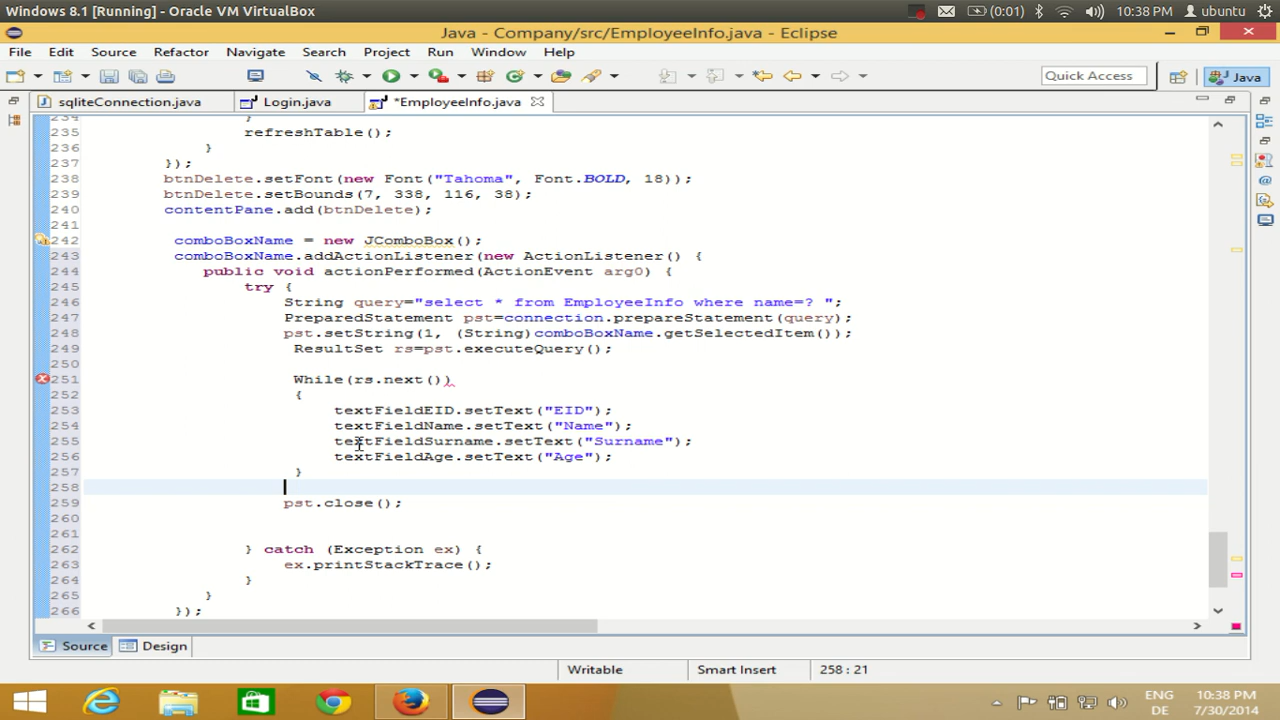 Windows 8.1 [Running] - Oracle VM VirtualBox
(0:01) 10:38 PM ubuntu
Java - Company/src/EmployeeInfo.java - Eclipse
File Edit Source Refactor Navigate Search Project Run Window Help
Quick Access Java
sqliteConnection.java Login.java *EmployeeInfo.java
234 }
235 refreshTable();
236 }
237 });
238 btnDelete.setFont(new Font("Tahoma", Font.BOLD, 18));
239 btnDelete.setBounds(7, 338, 116, 38);
240 contentPane.add(btnDelete);
241
242 comboBoxName = new JComboBox();
243 comboBoxName.addActionListener(new ActionListener() {
244 public void actionPerformed(ActionEvent arg0) {
245 try {
246 String query="select * from EmployeeInfo where name=? ";
247 PreparedStatement pst=connection.prepareStatement(query);
248 pst.setString(1, (String)comboBoxName.getSelectedItem());
249 ResultSet rs=pst.executeQuery();
250
251 While(rs.next())
252 {
253 textFieldEID.setText("EID");
254 textFieldName.setText("Name");
255 textFieldSurname.setText("Surname");
256 textFieldAge.setText("Age");
257 }
258
259 pst.close();
260
261
262 } catch (Exception ex) {
263 ex.printStackTrace();
264 }
265 }
266 });
Source Design
Writable Smart Insert 258 : 21
ENG 10:38 PM
DE 7/30/2014